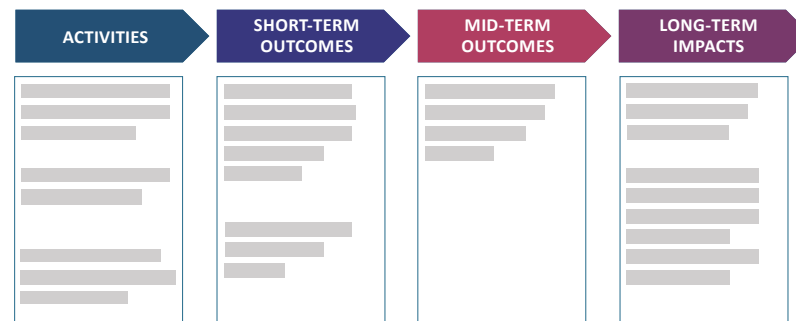 ACTIVITIES
SHORT-TERM
OUTCOMES
MID-TERM
OUTCOMES
LONG-TERM
IMPACTS